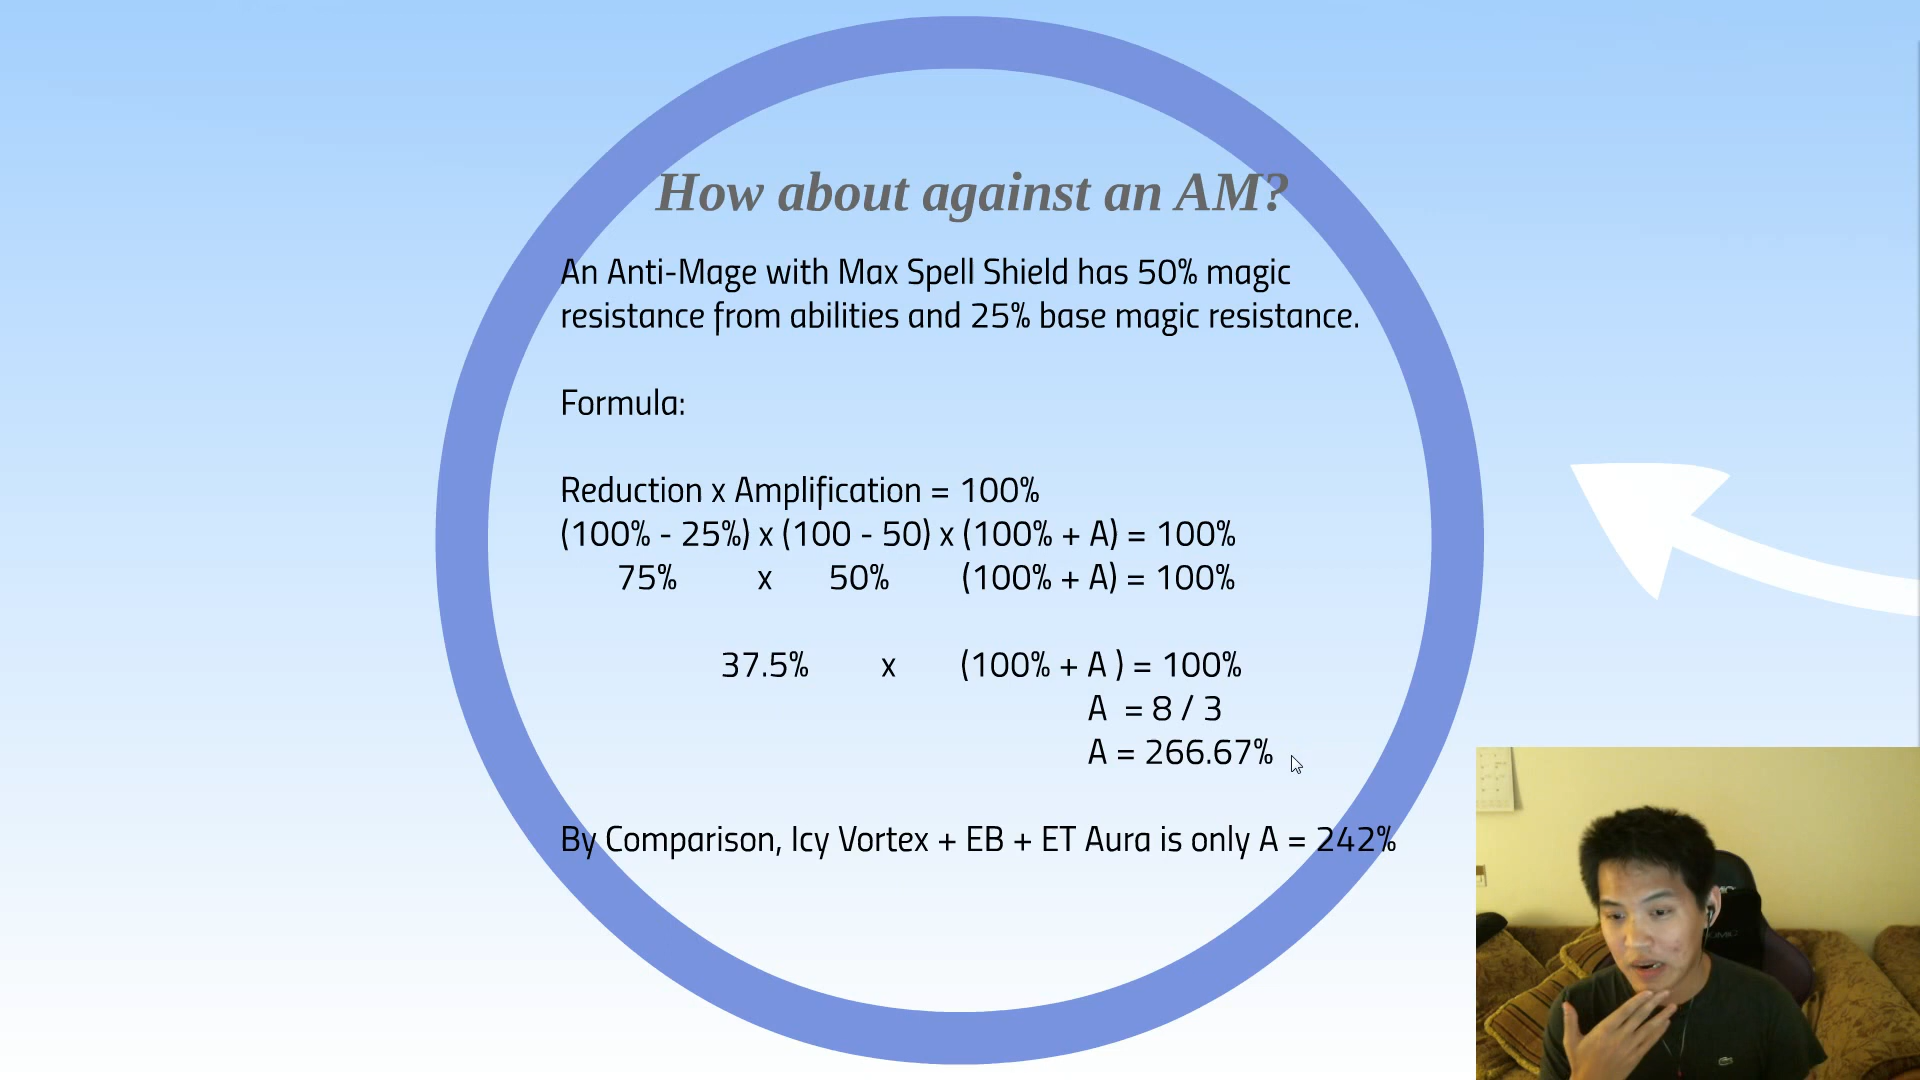 How about against an AM?
An Anti-Mage with Max Spell Shield has 50% magic
resistance from abilities and 25% base magic resistance.
Formula:
Reduction x Amplification = 100%
(100% - 25%) x (100 - 50) x (100% + A) = 100%
75% x 50% (100% + A) = 100%
37.5% x (100% + A ) = 100%
A = 8 / 3
A = 266.67%
By Comparison, Icy Vortex + EB + ET Aura is only A = 242%